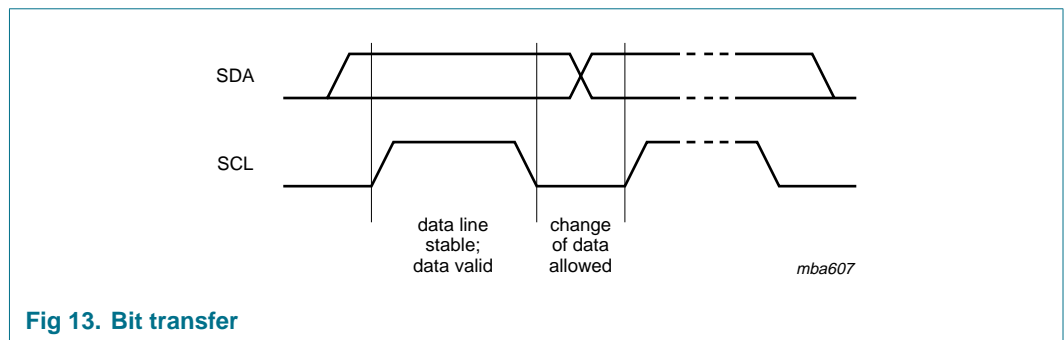 SDA
SCL
data line
stable;
data valid
change
of data
allowed
mba607
Fig 13. Bit transfer